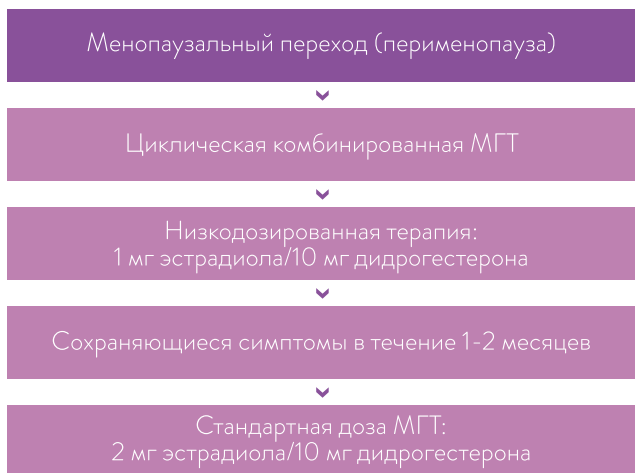 Менопаузальный переход (перименопауза)
Циклическая комбинированная МГТ
Низкодозированная терапия:
1 мг эстрадиола/10 мг дидрогестерона
Сохраняющиеся симптомы в течение 1-2 месяцев
Стандартная доза МГТ:
2 мг эстрадиола/10 мг дидрогестерона